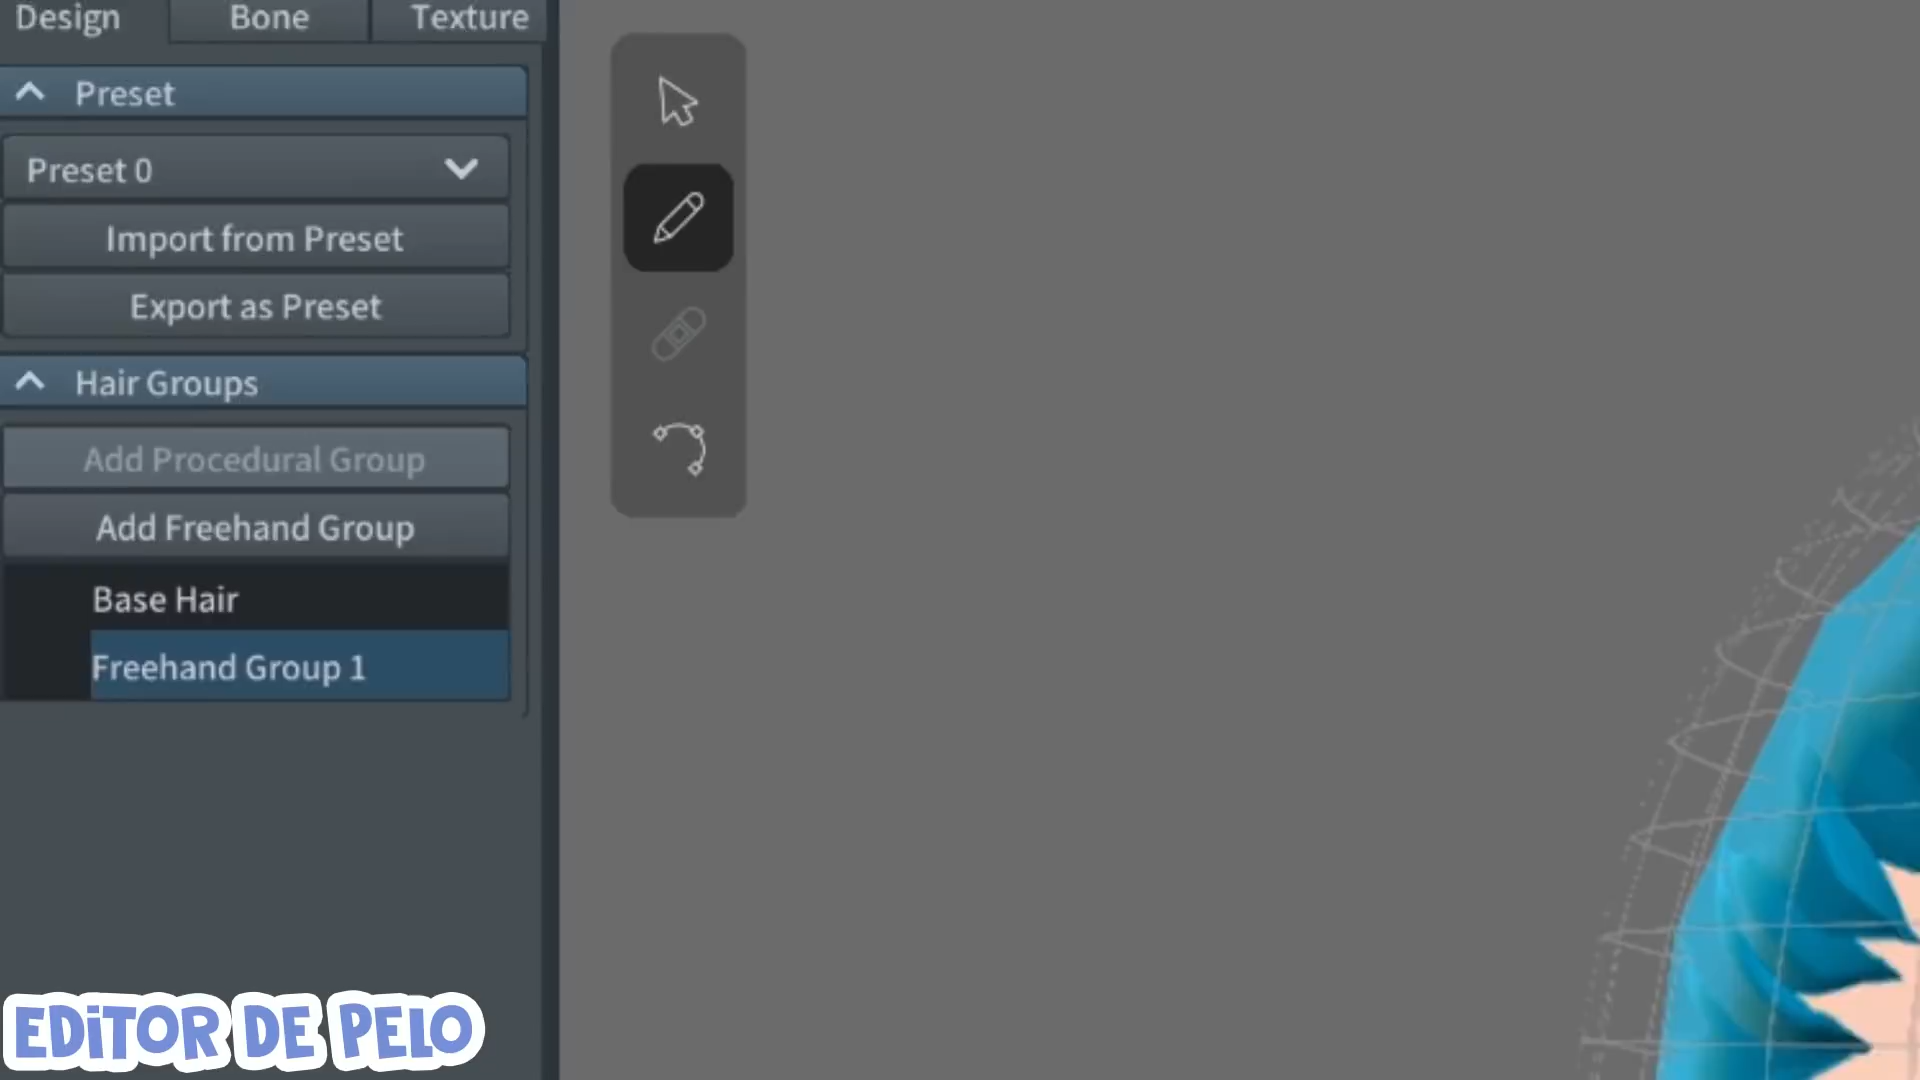 Design
Bone
Texture
Preset
Preset 0
Import from Preset
Export as Preset
Hair Groups
Add Procedural Group
Add Freehand Group
Base Hair
Freehand Group 1
EDiTOR DE PELO